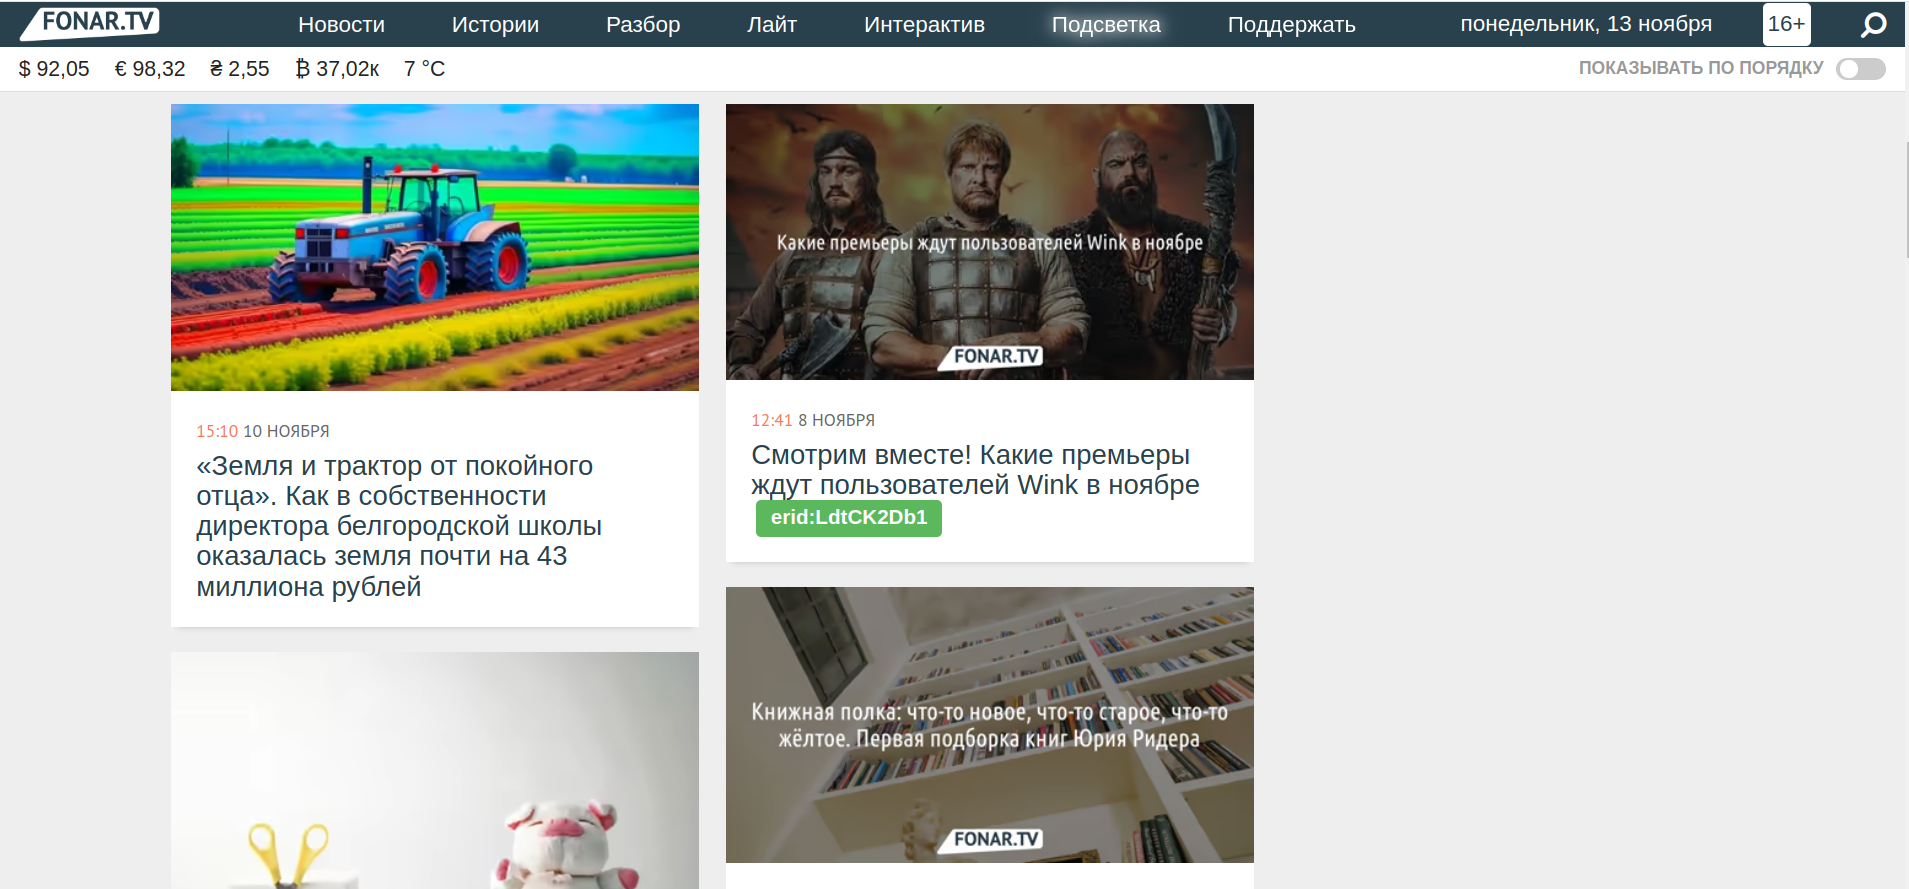 FONAR.TV
Новости
Истории
Разбор
Лайт
Интерактив
Подсветка
Поддержать
понедельник, 13 ноября
16+
$ 92,05
€ 98,32
₴ 2,55
₿ 37,02к
7 °C
ПОКАЗЫВАТЬ ПО ПОРЯДКУ
15:10 10 НОЯБРЯ
«Земля и трактор от покойного
отца». Как в собственности
директора белгородской школы
оказалась земля почти на 43
миллиона рублей
Какие премьеры ждут пользователей Wink в ноябре
FONAR.TV
12:41 8 НОЯБРЯ
Смотрим вместе! Какие премьеры
ждут пользователей Wink в ноябре
erid:LdtCK2Db1
Книжная полка: что-то новое, что-то старое, что-то
жёлтое. Первая подборка книг Юрия Ридера
FONAR.TV